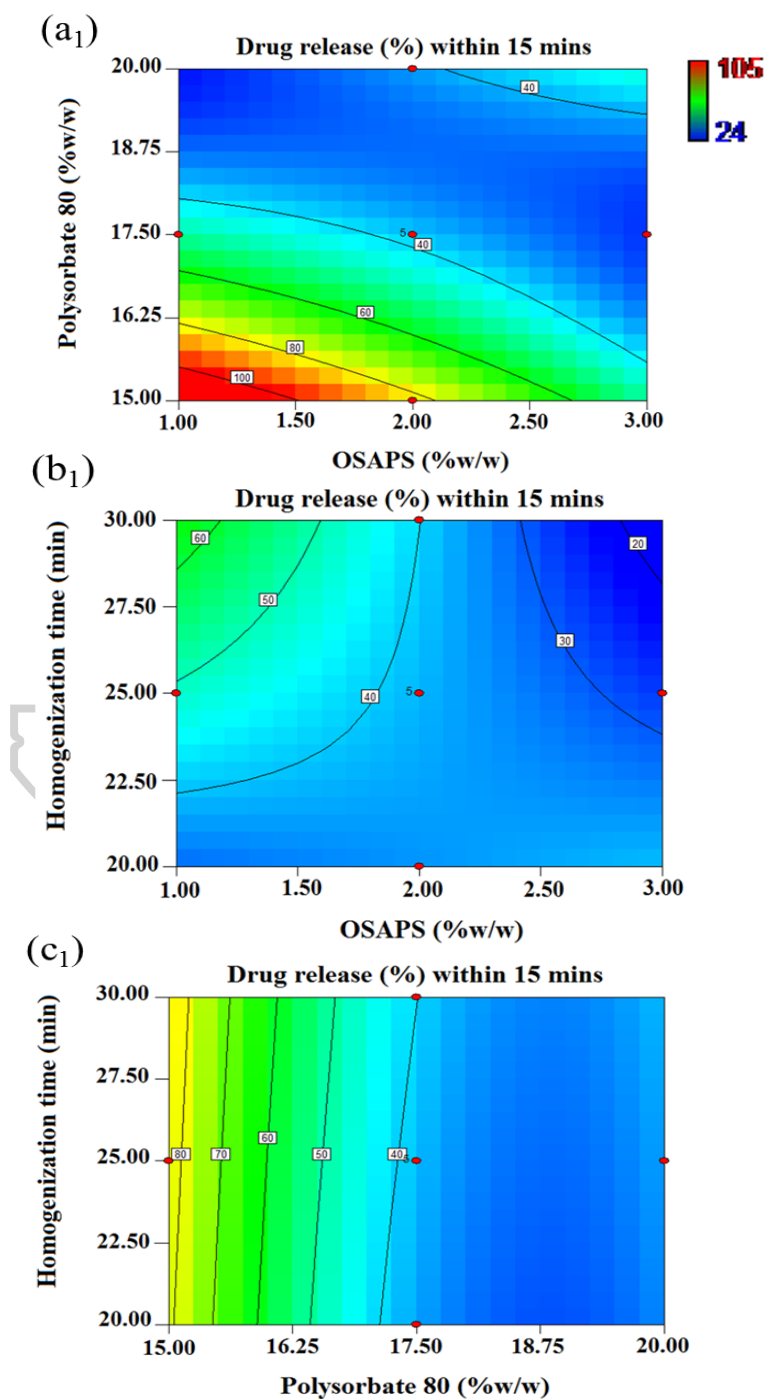 (a₁)
Drug release (%) within 15 mins
105
24
20.00
18.75
17.50
16.25
15.00
Polysorbate 80 (%w/w)
40
5
40
60
80
100
1.00 1.50 2.00 2.50 3.00
OSAPS (%w/w)
(b₁)
Drug release (%) within 15 mins
30.00
27.50
25.00
22.50
20.00
Homogenization time (min)
60
20
50
30
40
5
1.00 1.50 2.00 2.50 3.00
OSAPS (%w/w)
(c₁)
Drug release (%) within 15 mins
30.00
27.50
25.00
22.50
20.00
Homogenization time (min)
60
80 70 50 40 5
15.00 16.25 17.50 18.75 20.00
Polysorbate 80 (%w/w)